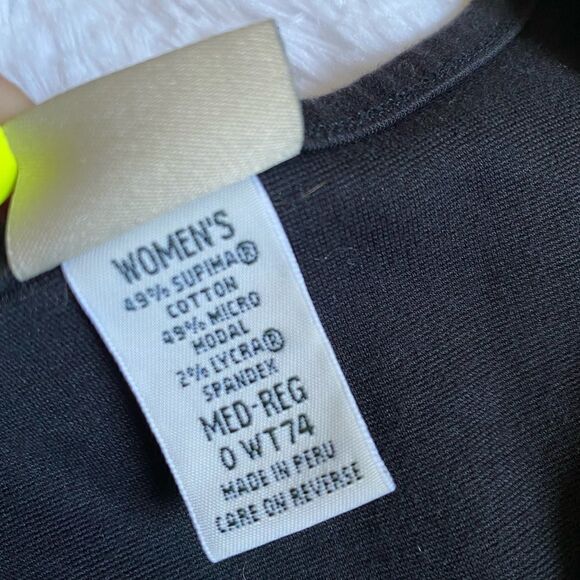 WOMEN'S
49% SUPIMA®
COTTON
49% MICRO
MODAL
2% LYCRA®
SPANDEX
MED-REG
0 WT74
MADE IN PERU
CARE ON REVERSE